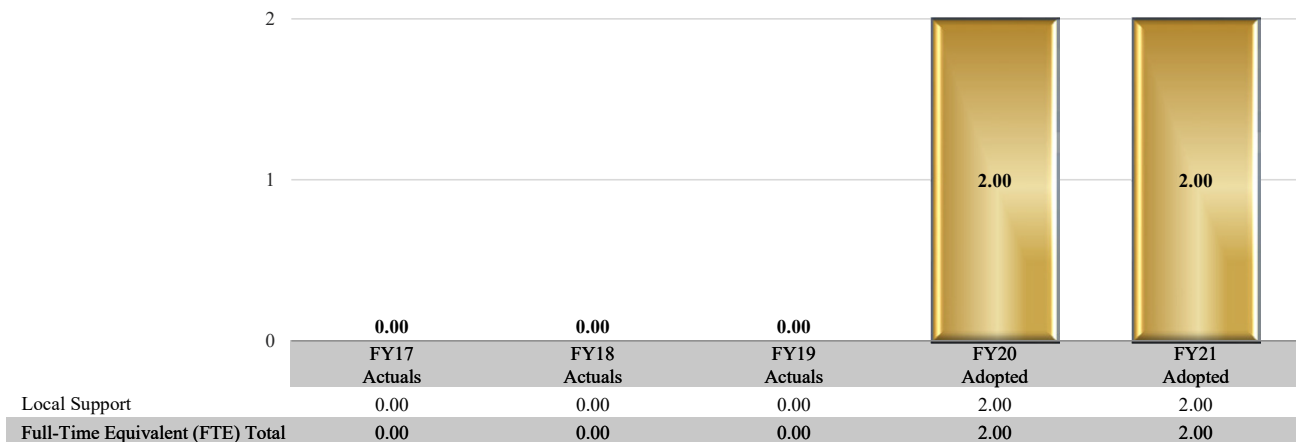 2
1
2.00 2.00
0.00 0.00 0.00
0
FY17 FY18 FY19 FY20 FY21
Actuals Actuals Actuals Adopted Adopted
Local Support 0.00 0.00 0.00 2.00 2.00
Full-Time Equivalent (FTE) Total 0.00 0.00 0.00 2.00 2.00